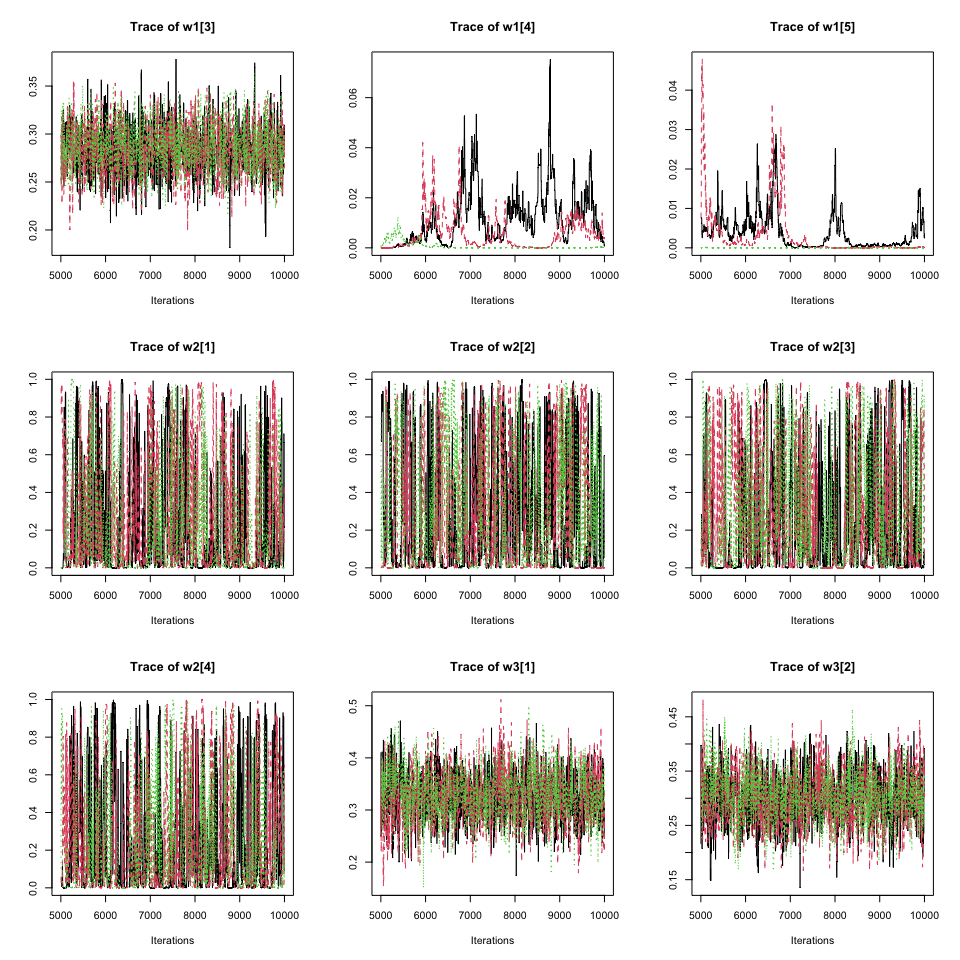 Trace of w1[3]
0.20 0.25 0.30 0.35
5000 6000 7000 8000 9000 10000
Iterations
Trace of w1[4]
0.00 0.02 0.04 0.06
5000 6000 7000 8000 9000 10000
Iterations
Trace of w1[5]
0.00 0.01 0.02 0.03 0.04
5000 6000 7000 8000 9000 10000
Iterations
Trace of w2[1]
0.0 0.2 0.4 0.6 0.8 1.0
5000 6000 7000 8000 9000 10000
Iterations
Trace of w2[2]
0.0 0.2 0.4 0.6 0.8 1.0
5000 6000 7000 8000 9000 10000
Iterations
Trace of w2[3]
0.0 0.2 0.4 0.6 0.8 1.0
5000 6000 7000 8000 9000 10000
Iterations
Trace of w2[4]
0.0 0.2 0.4 0.6 0.8 1.0
5000 6000 7000 8000 9000 10000
Iterations
Trace of w3[1]
0.2 0.3 0.4 0.5
5000 6000 7000 8000 9000 10000
Iterations
Trace of w3[2]
0.15 0.25 0.35 0.45
5000 6000 7000 8000 9000 10000
Iterations